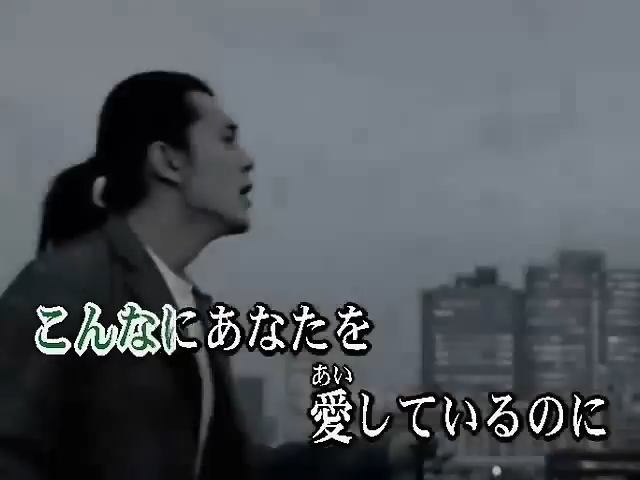 こんなにあなたを
あい
愛しているのに